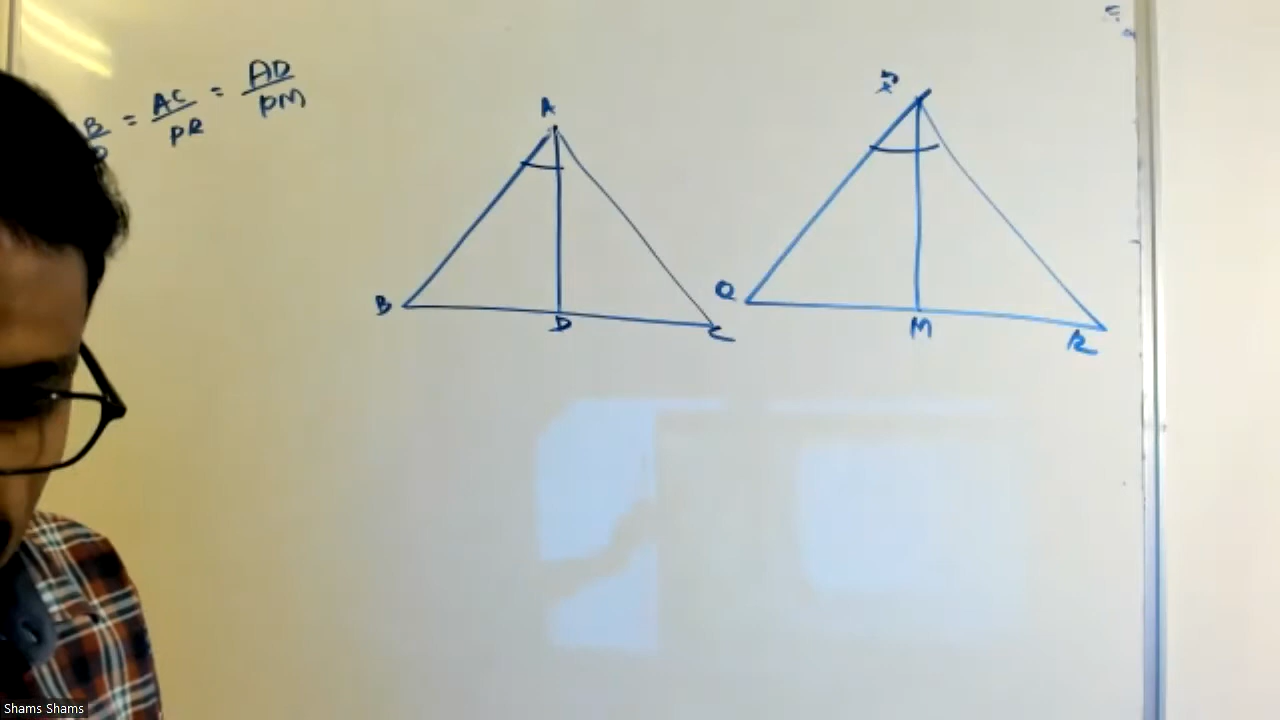 B = AC/PR = AD/PM
A
B
D
C
Q
M
R
Shams Shams